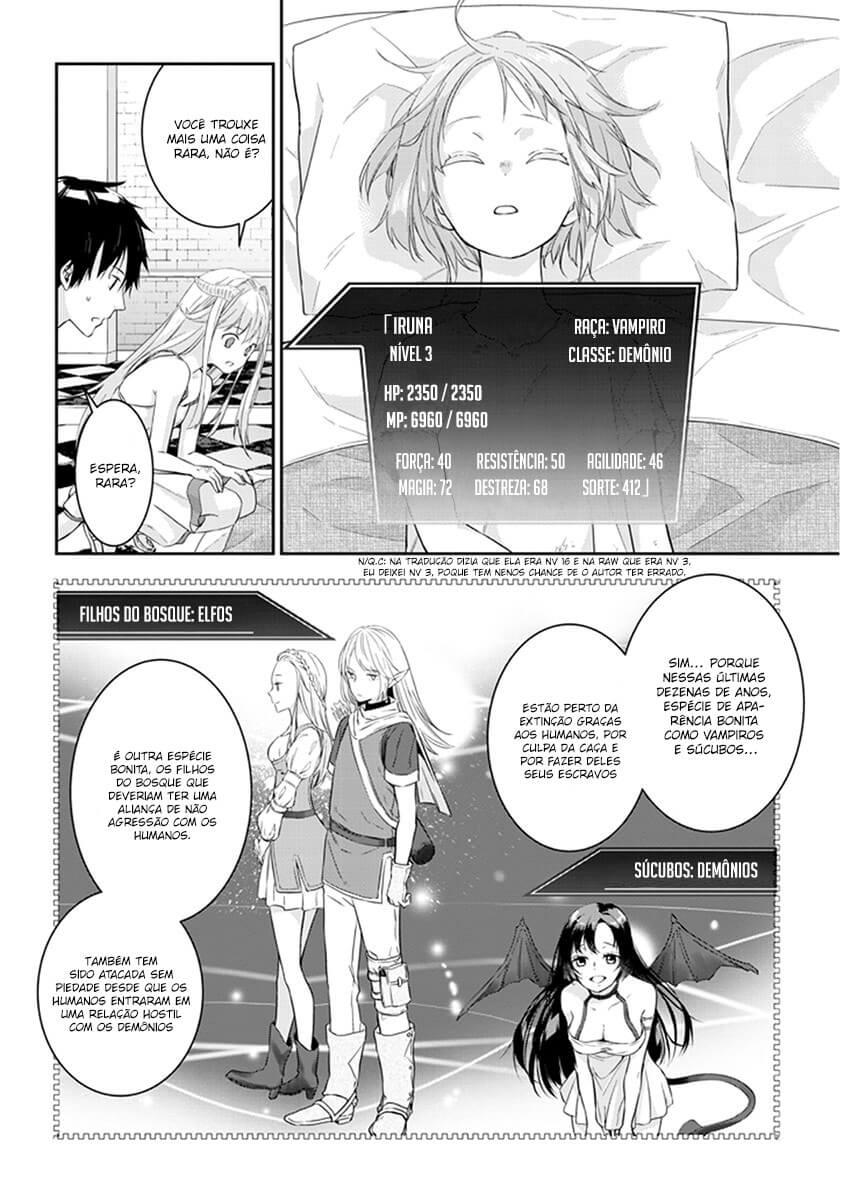 VOCÊ TROUXE
MAIS UMA COISA
RARA, NÃO É?
ESPERA,
RARA?
「IRUNA
NÍVEL 3
RAÇA: VAMPIRO
CLASSE: DEMÔNIO
HP: 2350 / 2350
MP: 6960 / 6960
FORÇA: 40 RESISTÊNCIA: 50 AGILIDADE: 46
MAGIA: 72 DESTREZA: 68 SORTE: 412」
N/Q.C: NA TRADUÇÃO DIZIA QUE ELA ERA NV 16 E NA RAW QUE ERA NV 3,
EU DEIXEI NV 3, POQUE TEM NENOS CHANCE DE O AUTOR TER ERRADO.
SIM... PORQUE
NESSAS ÚLTIMAS
DEZENAS DE ANOS,
ESPÉCIE DE APA-
RÊNCIA BONITA
COMO VAMPIROS
E SÚCUBOS...
ESTÃO PERTO DA
EXTINÇÃO GRAÇAS
AOS HUMANOS, POR
CULPA DA CAÇA E
POR FAZER DELES
SEUS ESCRAVOS
SÚCUBOS: DEMÔNIOS
FILHOS DO BOSQUE: ELFOS
É OUTRA ESPÉCIE
BONITA, OS FILHOS
DO BOSQUE QUE
DEVERIAM TER UMA
ALIANÇA DE NÃO
AGRESSÃO COM OS
HUMANOS.
TAMBÉM TEM
SIDO ATACADA SEM
PIEDADE DESDE QUE OS
HUMANOS ENTRARAM EM
UMA RELAÇÃO HOSTIL
COM OS DEMÔNIOS